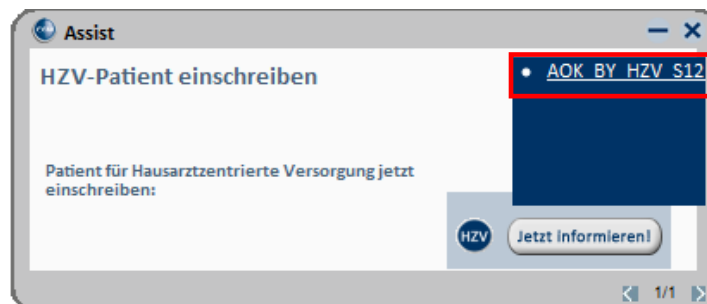 Assist
HZV-Patient einschreiben
AOK_BY_HZV_S12
Patient für Hausarztzentrierte Versorgung jetzt
einschreiben:
HZV
Jetzt informieren!
1/1